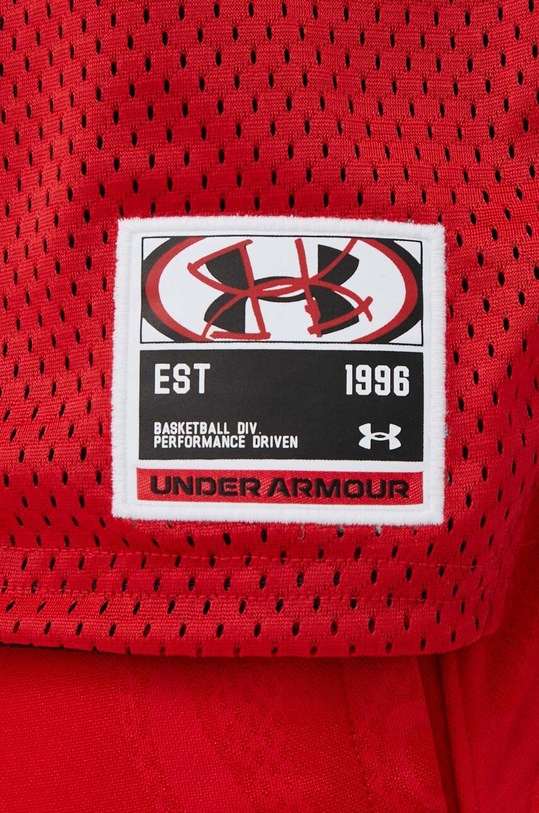 EST 1996
BASKETBALL DIV.
PERFORMANCE DRIVEN
UNDER ARMOUR